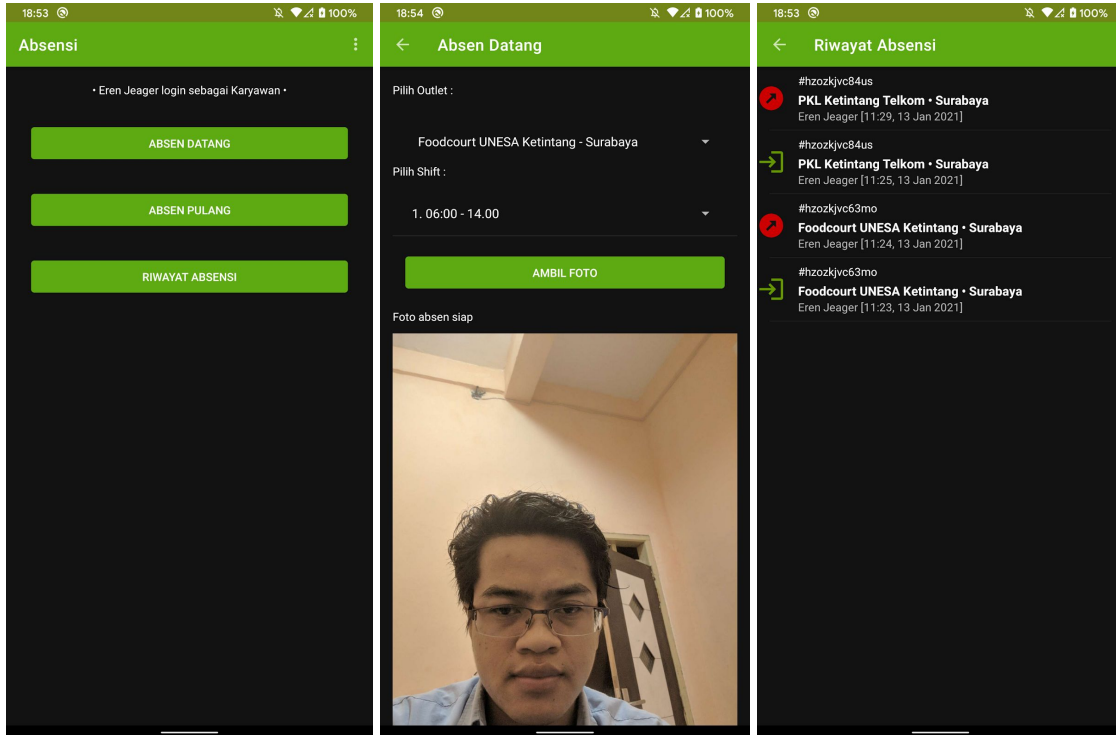 18:53
100%
Absensi
• Eren Jeager login sebagai Karyawan •
ABSEN DATANG
ABSEN PULANG
RIWAYAT ABSENSI
18:54
100%
Absen Datang
Pilih Outlet :
Foodcourt UNESA Ketintang - Surabaya
Pilih Shift :
1. 06:00 - 14.00
AMBIL FOTO
Foto absen siap
18:53
100%
Riwayat Absensi
#hzozkjvc84us
PKL Ketintang Telkom • Surabaya
Eren Jeager [11:29, 13 Jan 2021]
#hzozkjvc84us
PKL Ketintang Telkom • Surabaya
Eren Jeager [11:25, 13 Jan 2021]
#hzozkjvc63mo
Foodcourt UNESA Ketintang • Surabaya
Eren Jeager [11:24, 13 Jan 2021]
#hzozkjvc63mo
Foodcourt UNESA Ketintang • Surabaya
Eren Jeager [11:23, 13 Jan 2021]